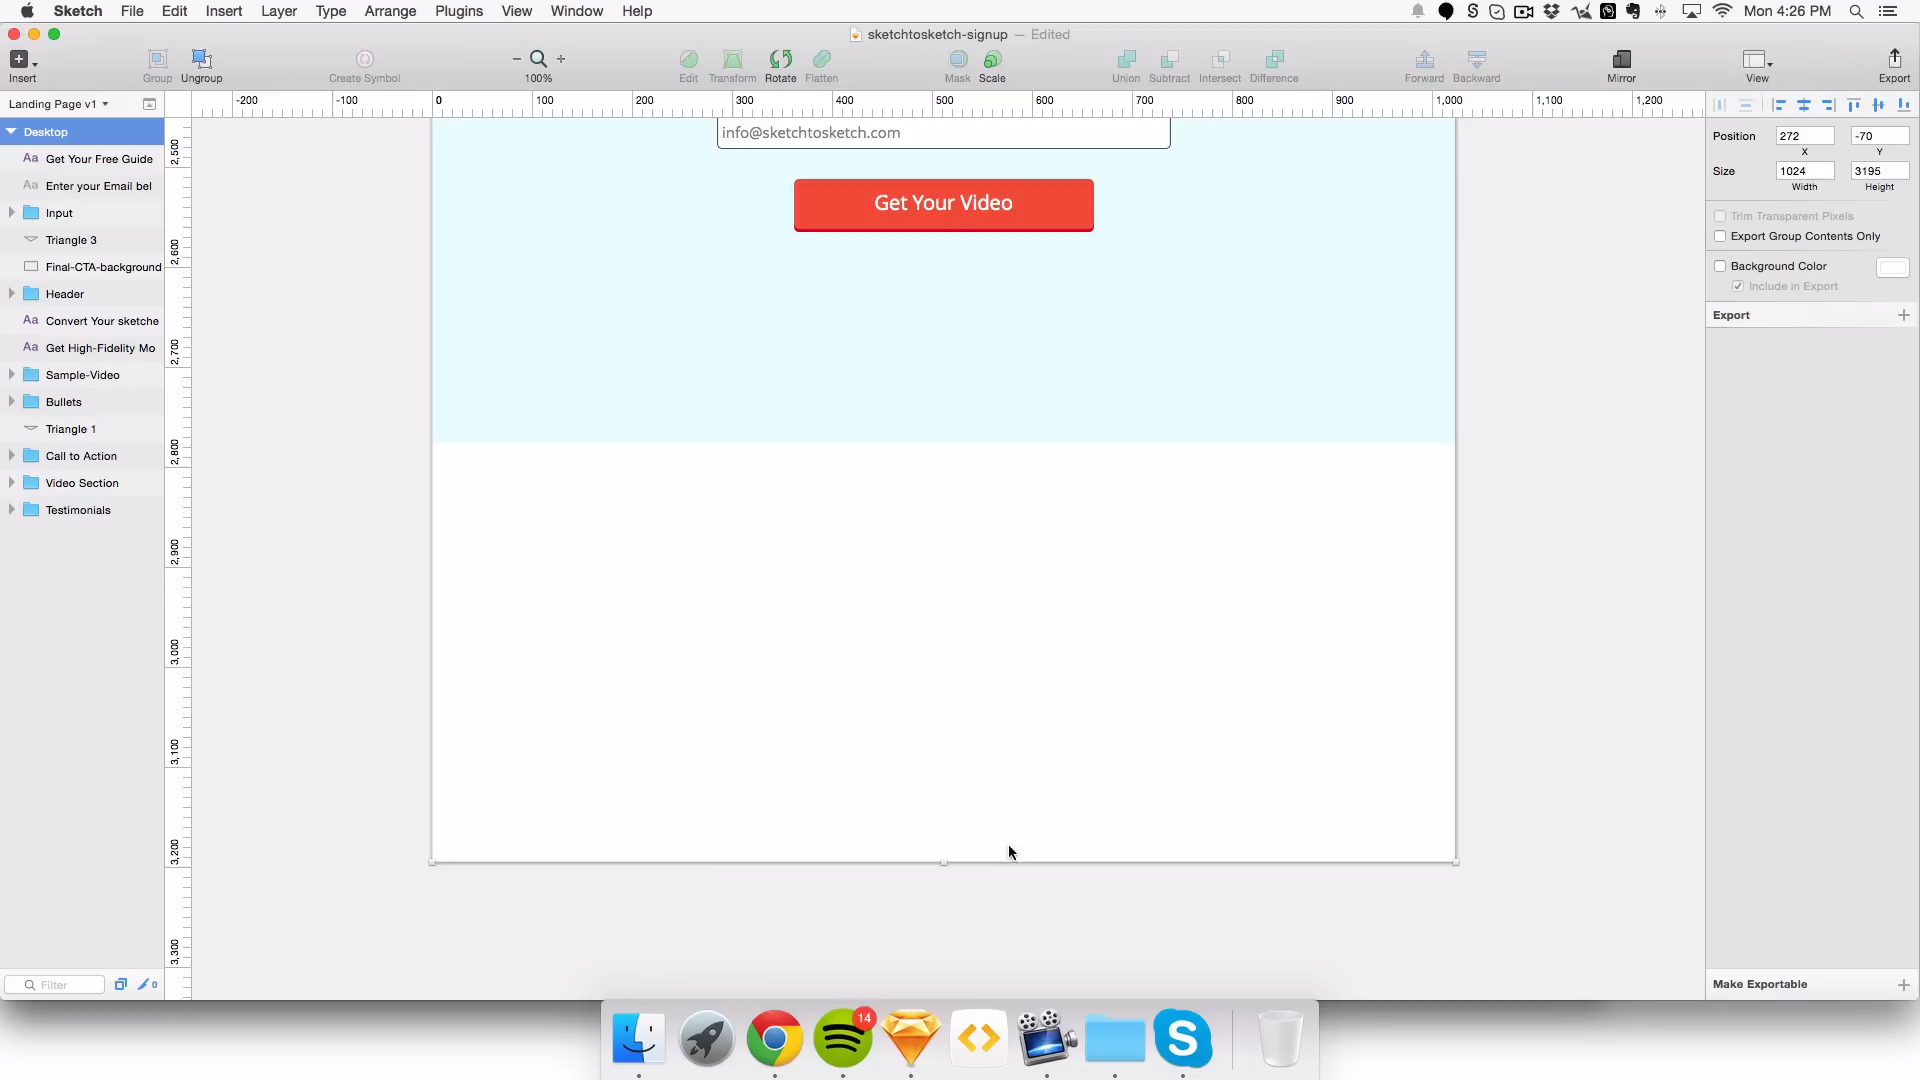 Sketch File Edit Insert Layer Type Arrange Plugins View Window Help Mon 4:26 PM
sketchtosketch-signup — Edited
Insert Group Ungroup Create Symbol 100% Edit Transform Rotate Flatten Mask Scale Union Subtract Intersect Difference Forward Backward Mirror View Export
Landing Page v1
-200 -100 0 100 200 300 400 500 600 700 800 900 1,000 1,100 1,200
Desktop
Aa Get Your Free Guide
Aa Enter your Email bel
Input
Triangle 3
Final-CTA-background
Header
Aa Convert Your sketche
Aa Get High-Fidelity Mo
Sample-Video
Bullets
Triangle 1
Call to Action
Video Section
Testimonials
Filter
0
2,500
2,600
2,700
2,800
2,900
3,000
3,100
3,200
3,300
info@sketchtosketch.com
Get Your Video
Position 272 -70
X Y
Size 1024 3195
Width Height
Trim Transparent Pixels
Export Group Contents Only
Background Color
Include in Export
Export
Make Exportable
14